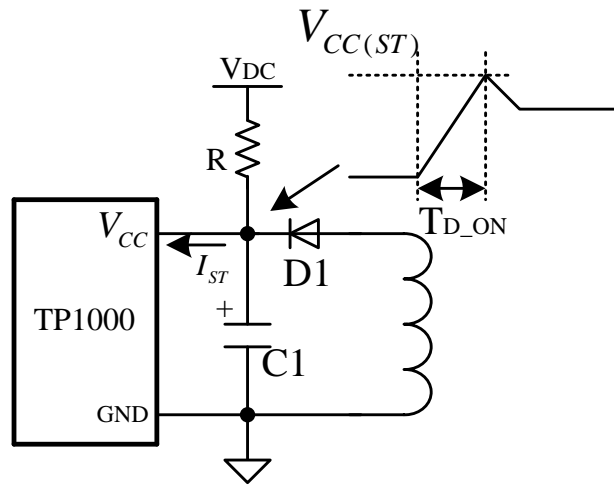 VCC(ST)
VDC
R
VCC
TD_ON
IST
D1
TP1000
+
C1
GND